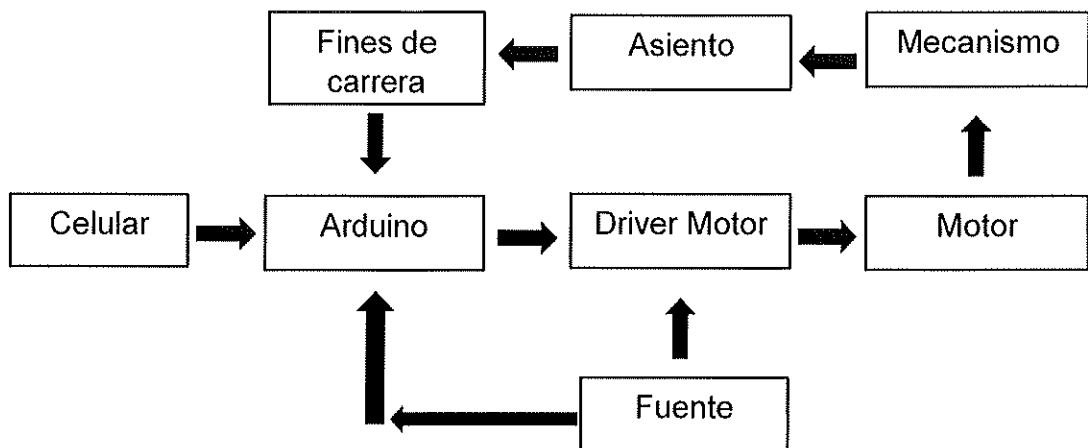 Fines de
carrera
Asiento
Mecanismo
Celular
Arduino
Driver Motor
Motor
Fuente